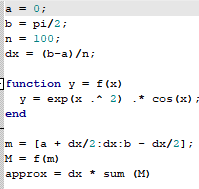 a = 0;
b = pi/2;
n = 100;
dx = (b-a)/n;
function y = f(x)
y = exp(x .^ 2) .* cos(x);
end
m = [a + dx/2:dx:b - dx/2];
M = f(m)
approx = dx * sum (M)